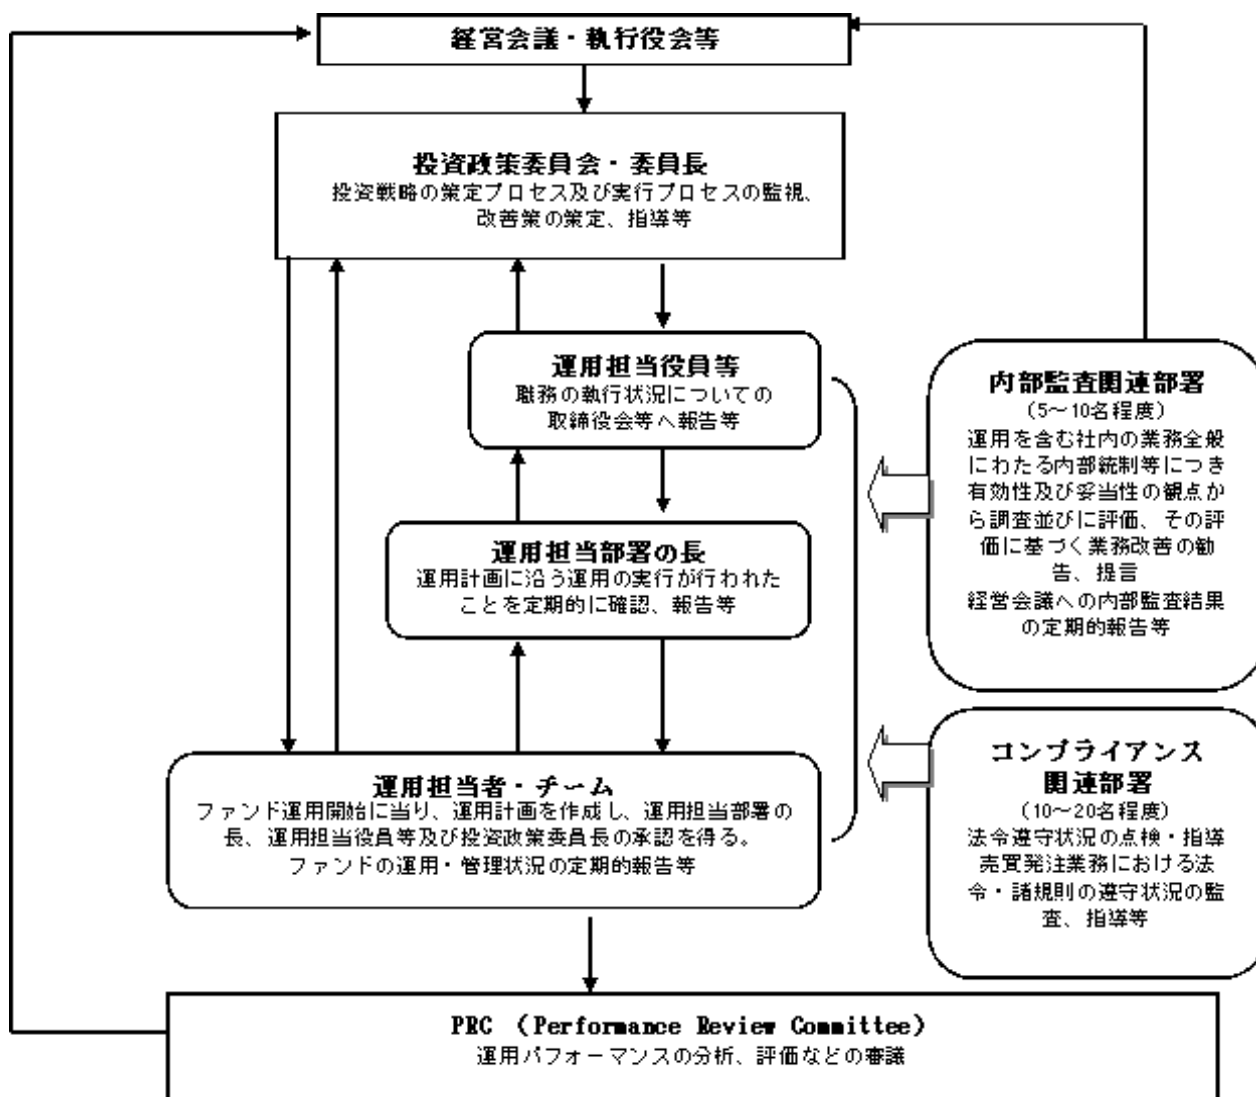 経営会議・執行役会等
投資政策委員会・委員長
投資戦略の策定プロセス及び実行プロセスの監視、
改善策の策定、指導等
運用担当役員等
職務の執行状況についての
取締役会等へ報告等
運用担当部署の長
運用計画に沿う運用の実行が行われた
ことを定期的に確認、報告等
運用担当者・チーム
ファンド運用開始に当り、運用計画を作成し、運用担当部署の
長、運用担当役員等及び投資政策委員長の承認を得る。
ファンドの運用・管理状況の定期的報告等
内部監査関連部署
(5～10名程度)
運用を含む社内の業務全般
にわたる内部統制等につき
有効性及び妥当性の観点か
ら調査並びに評価、その評
価に基づく業務改善の勧
告、提言
経営会議への内部監査結果
の定期的報告等
コンプライアンス
関連部署
(10～20名程度)
法令遵守状況の点検・指導
売買発注業務における法
令・諸規則の遵守状況の監
査、指導等
PRC （Performance Review Committee）
運用パフォーマンスの分析、評価などの審議